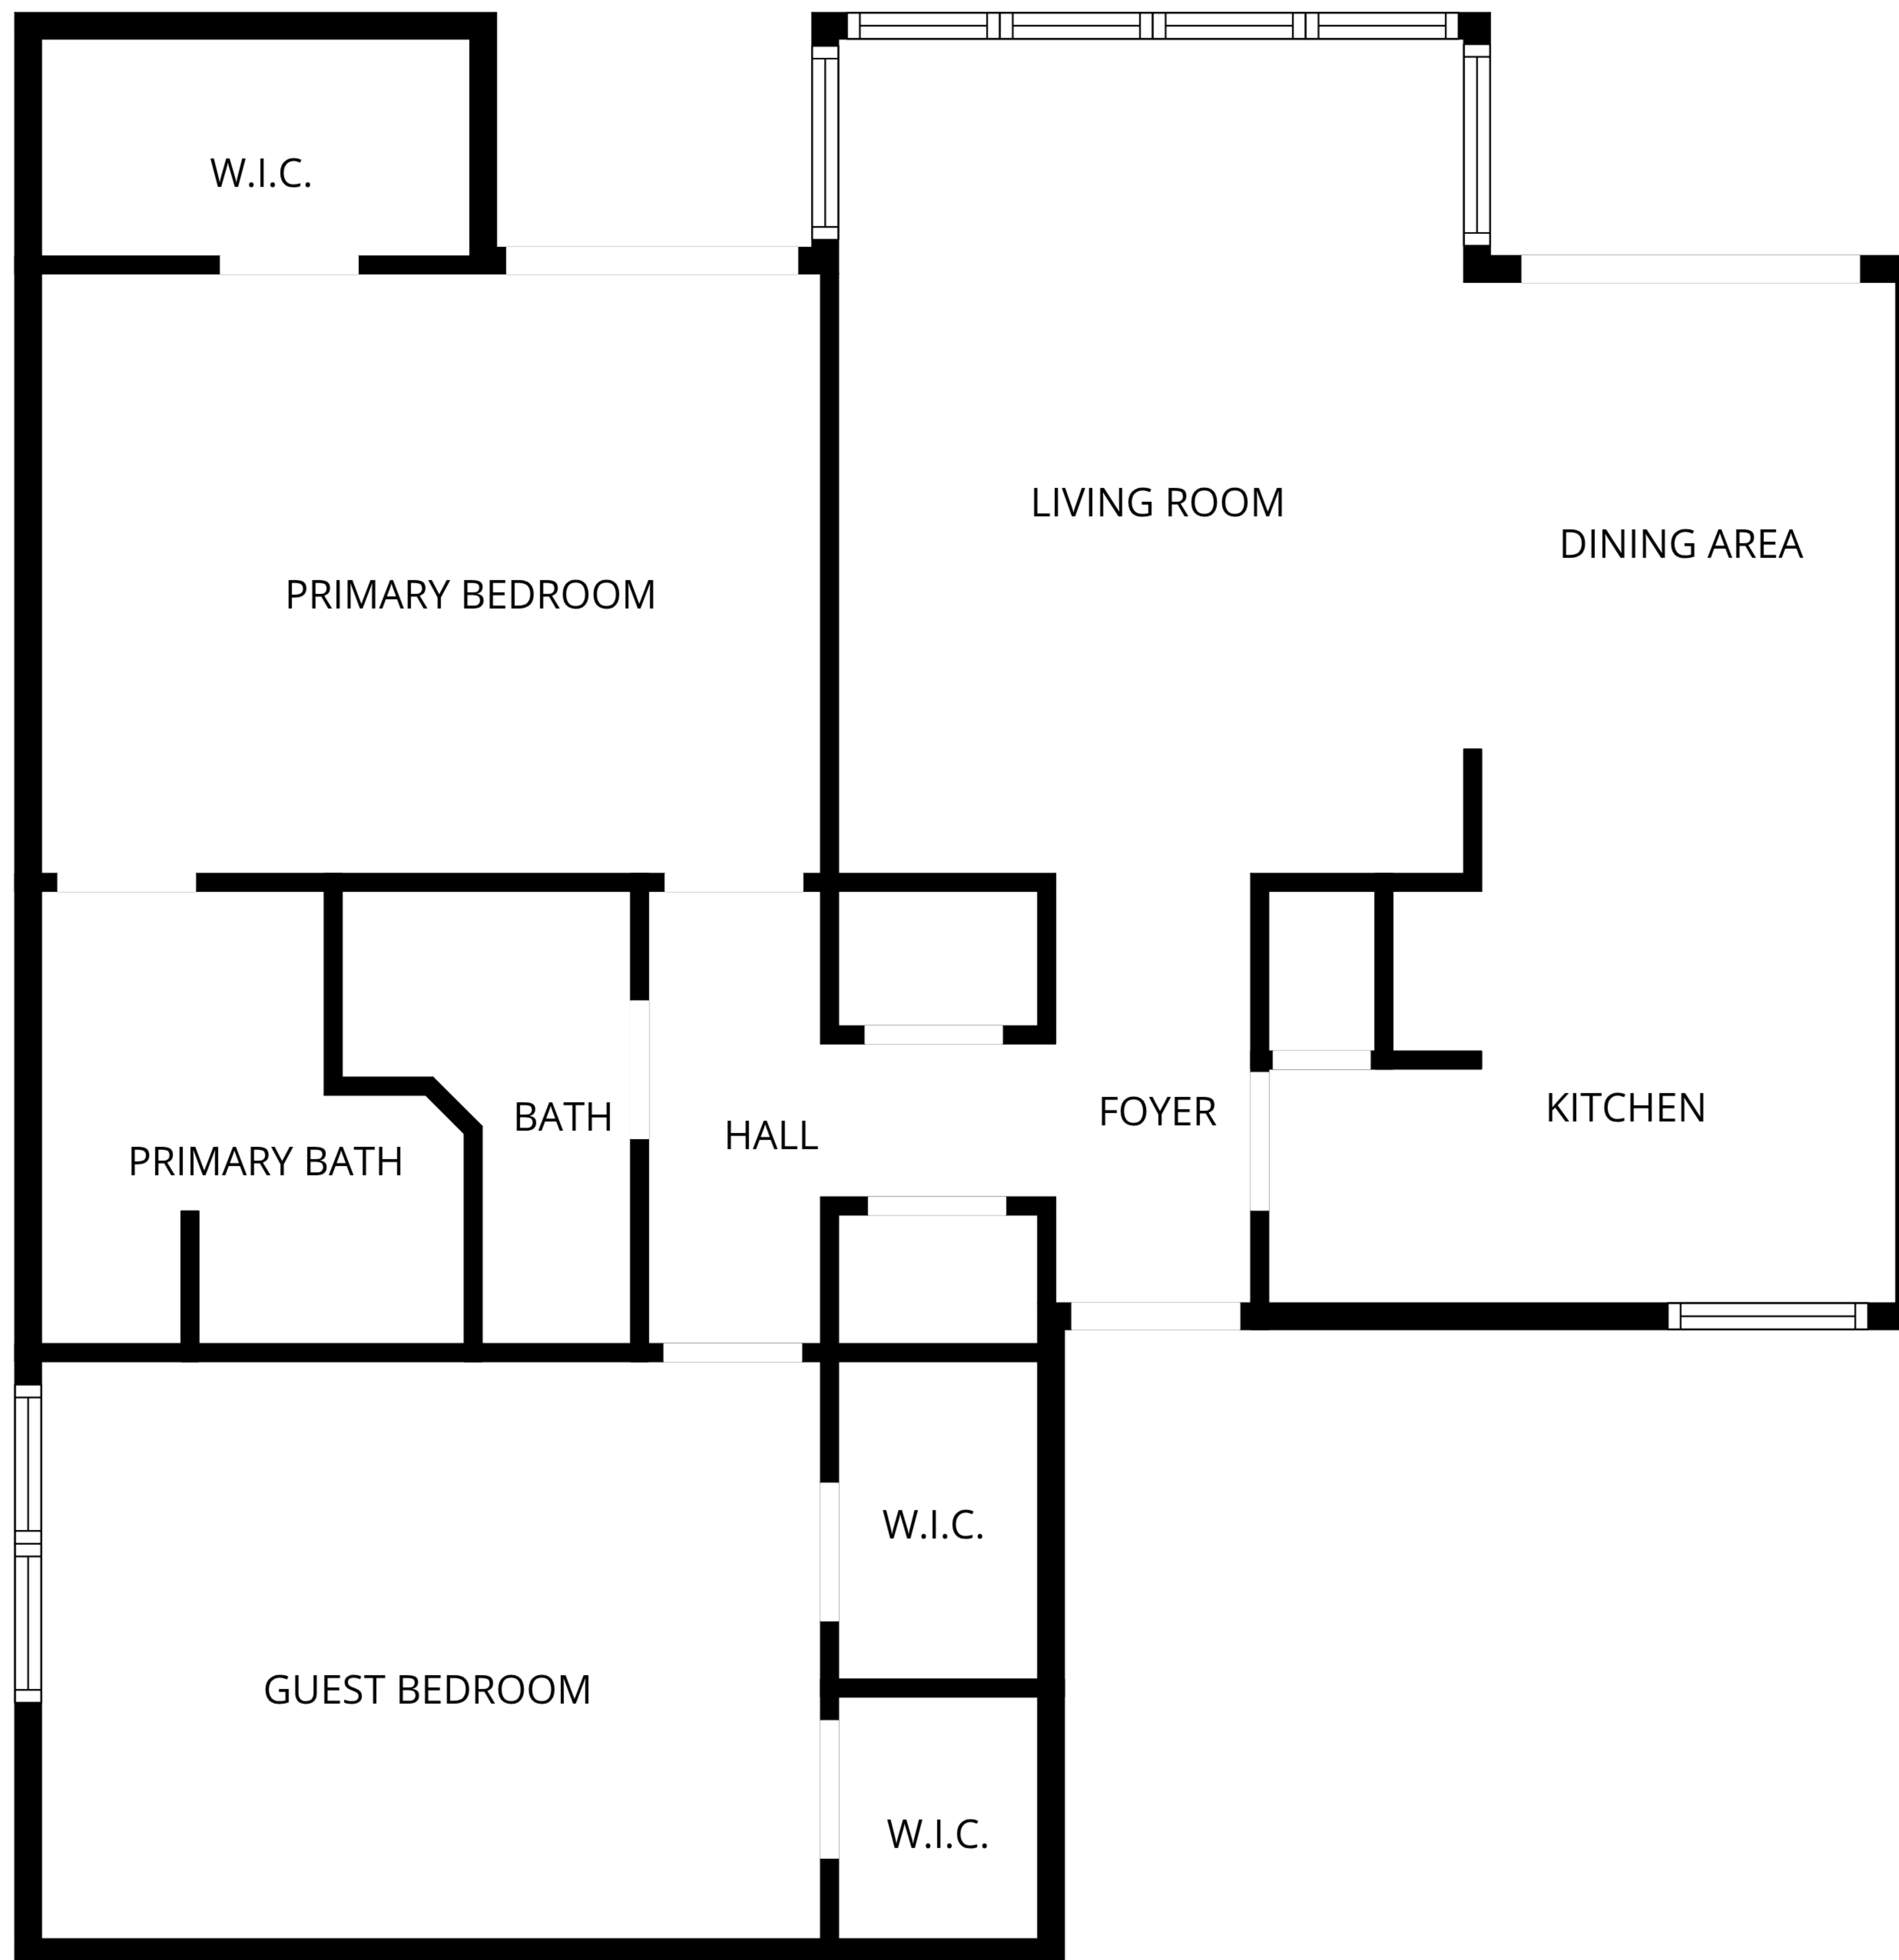 W.I.C.
LIVING ROOM
DINING AREA
PRIMARY BEDROOM
KITCHEN
FOYER
BATH
HALL
PRIMARY BATH
W.I.C.
GUEST BEDROOM
W.I.C.